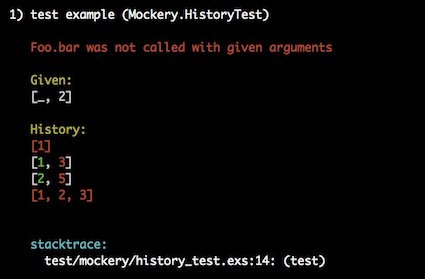 1) test example (Mockery.HistoryTest)
Foo.bar was not called with given arguments
Given:
[_, 2]
History:
[1]
[1, 3]
[2, 5]
[1, 2, 3]
stacktrace:
test/mockery/history_test.exs:14: (test)